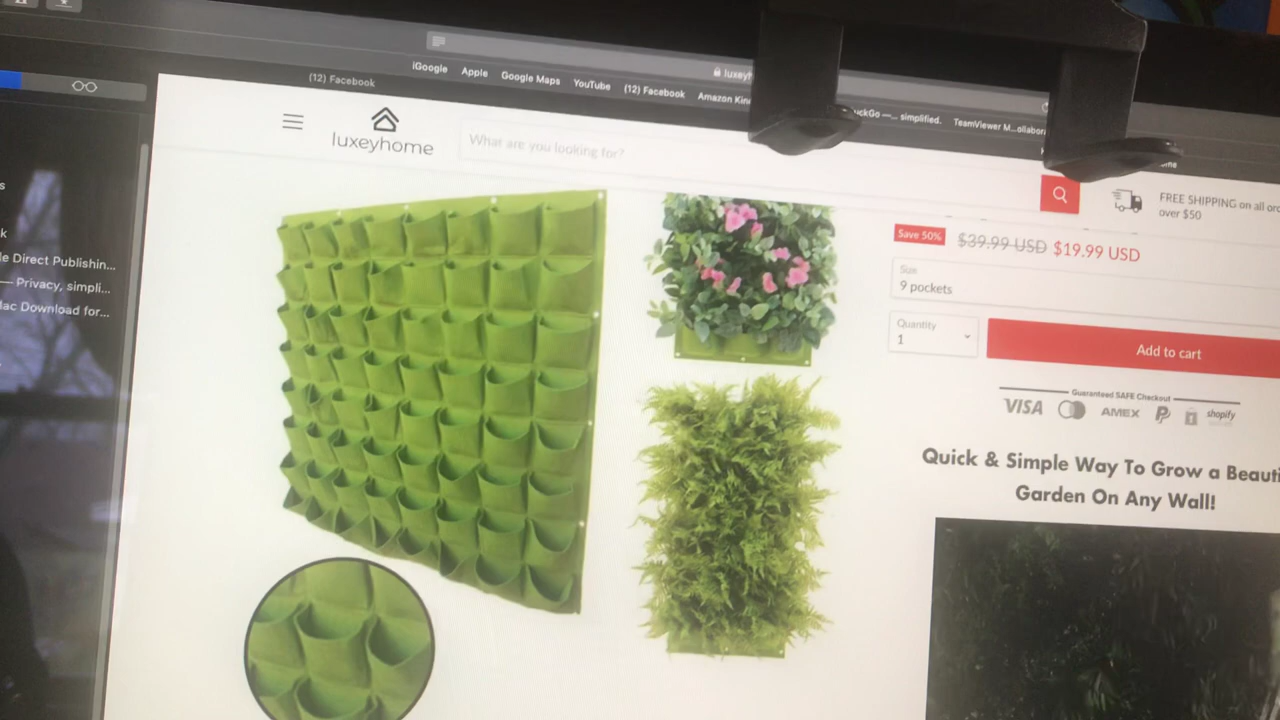 iGoogle Apple Google Maps YouTube (12) Facebook Amazon Kin
simplified. TeamViewer M...ollabora
(12) Facebook
luxeyhome
What are you looking for?
FREE SHIPPING on all
over $50
Save 50% $39.99 USD $19.99 USD
Size
9 pockets
Quantity
1
Add to cart
Guaranteed SAFE Checkout
VISA AMEX shopify
Quick & Simple Way To Grow a Beauti
Garden On Any Wall!
le Direct Publishin...
— Privacy, simpli...
Mac Download for...